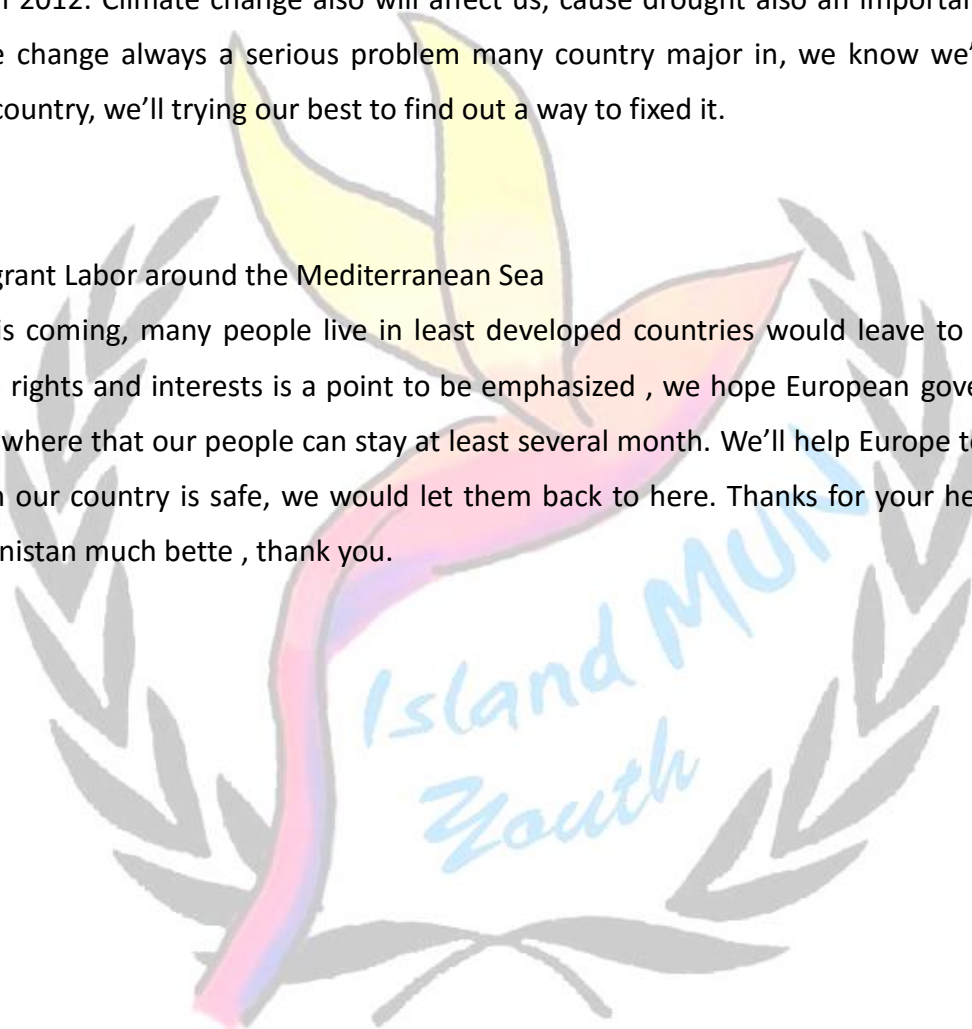 2012. Climate change also will affect us, cause drought also an important
change always a serious problem many country major in, we know we'
country, we'll trying our best to find out a way to fixed it.
grant Labor around the Mediterranean Sea
is coming, many people live in least developed countries would leave to
rights and interests is a point to be emphasized , we hope European gove
where that our people can stay at least several month. We'll help Europe t
our country is safe, we would let them back to here. Thanks for your he
nistan much bette , thank you.
Island MUN
Youth